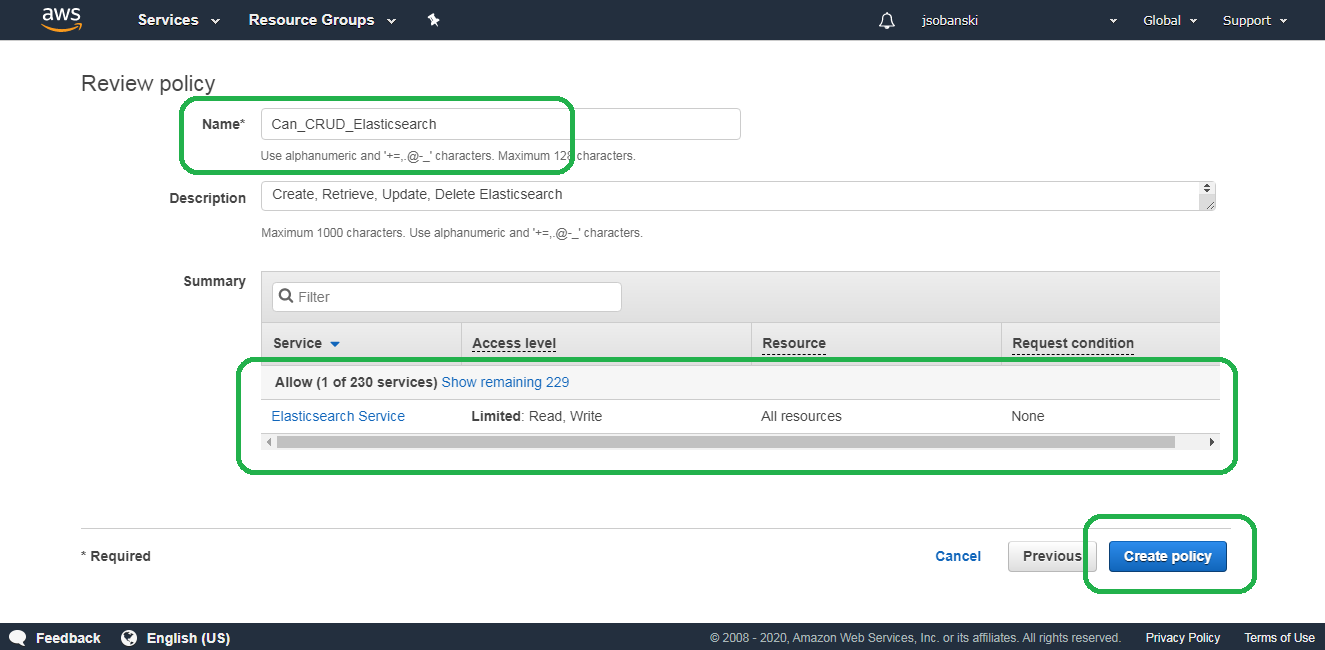 aws Services Resource Groups jsobanski Global Support
Review policy
Name* Can_CRUD_Elasticsearch
Use alphanumeric and '+=,.@-_' characters. Maximum 128 characters.
Description Create, Retrieve, Update, Delete Elasticsearch
Maximum 1000 characters. Use alphanumeric and '+=,.@-_' characters.
Summary Filter
Service Access level Resource Request condition
Allow (1 of 230 services) Show remaining 229
Elasticsearch Service Limited: Read, Write All resources None
* Required Cancel Previous Create policy
Feedback English (US) © 2008 - 2020, Amazon Web Services, Inc. or its affiliates. All rights reserved. Privacy Policy Terms of Use